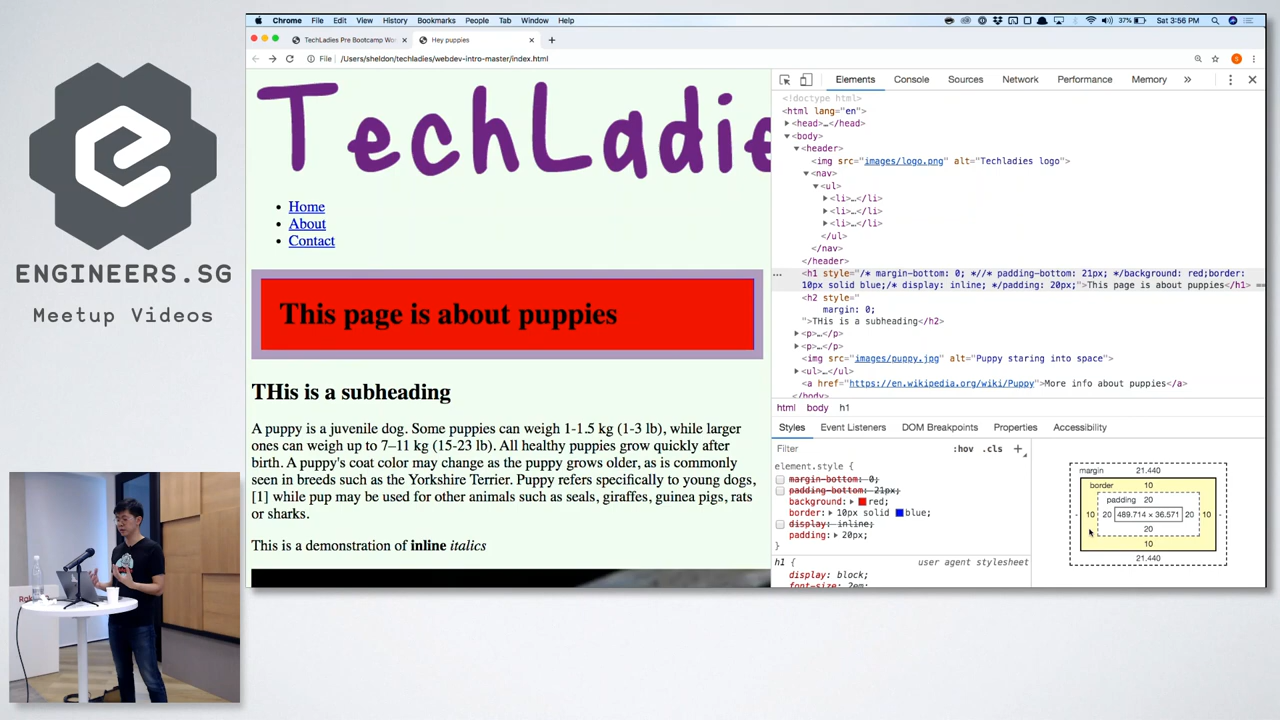 Chrome File Edit View History Bookmarks People Tab Window Help 37% Sat 3:56 PM
TechLadies Pre Bootcamp Wor Hey puppies
File /Users/sheldon/techladies/webdev-intro-master/index.html
ENGINEERS.SG
Meetup Videos
TechLadie
Home
About
Contact
This page is about puppies
THis is a subheading
A puppy is a juvenile dog. Some puppies can weigh 1-1.5 kg (1-3 lb), while larger
ones can weigh up to 7–11 kg (15-23 lb). All healthy puppies grow quickly after
birth. A puppy's coat color may change as the puppy grows older, as is commonly
seen in breeds such as the Yorkshire Terrier. Puppy refers specifically to young dogs,
[1] while pup may be used for other animals such as seals, giraffes, guinea pigs, rats
or sharks.
This is a demonstration of inline italics
Elements Console Sources Network Performance Memory »
<!doctype html>
<html lang="en">
<head>…</head>
<body>
<header>
<img src="images/logo.png" alt="Techladies logo">
<nav>
<ul>
<li>…</li>
<li>…</li>
<li>…</li>
</ul>
</nav>
</header>
<h1 style="/* margin-bottom: 0; *//* padding-bottom: 21px; */background: red;border:
10px solid blue;/* display: inline; */padding: 20px;">This page is about puppies</h1> ==
<h2 style="
margin: 0;
">THis is a subheading</h2>
<p>…</p>
<p>…</p>
<img src="images/puppy.jpg" alt="Puppy staring into space">
<ul>…</ul>
<a href="https://en.wikipedia.org/wiki/Puppy">More info about puppies</a>
</body>
html body h1
Styles Event Listeners DOM Breakpoints Properties Accessibility
Filter :hov .cls +
element.style {
margin-bottom: 0;
padding-bottom: 21px;
background: red;
border: 10px solid blue;
display: inline;
padding: 20px;
}
h1 { user agent stylesheet
display: block;
font-size: 2em;
margin 21.440
border 10
padding 20
- 10 20 489.714 × 36.571 20 10 -
20
10
21.440